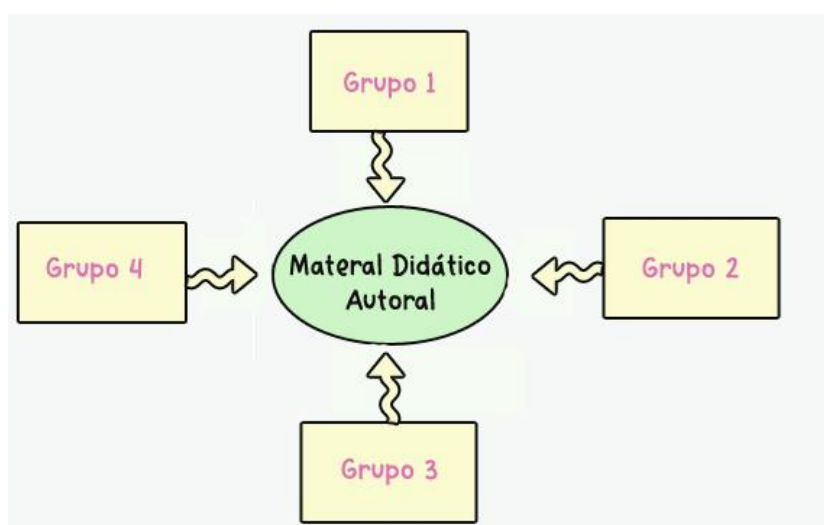 Grupo 1
Grupo 4
Materal Didático
Autoral
Grupo 2
Grupo 3